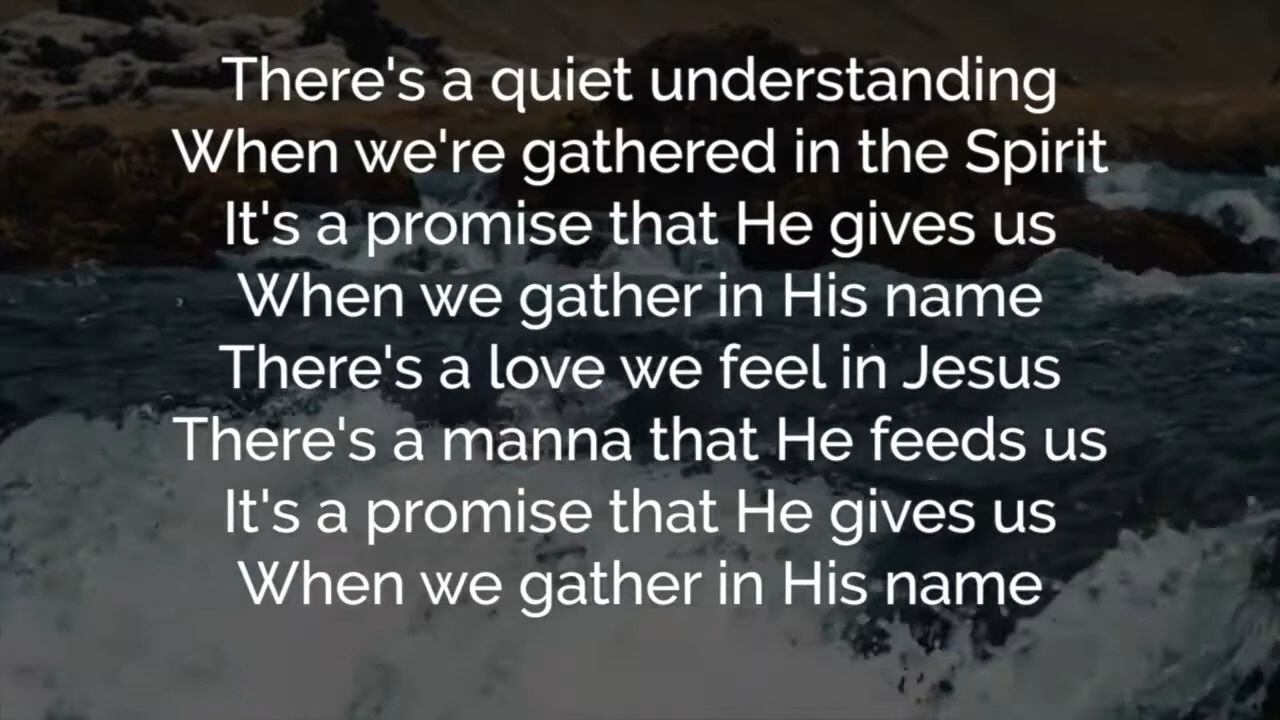 There's a quiet understanding
When we're gathered in the Spirit
It's a promise that He gives us
When we gather in His name
There's a love we feel in Jesus
There's a manna that He feeds us
It's a promise that He gives us
When we gather in His name